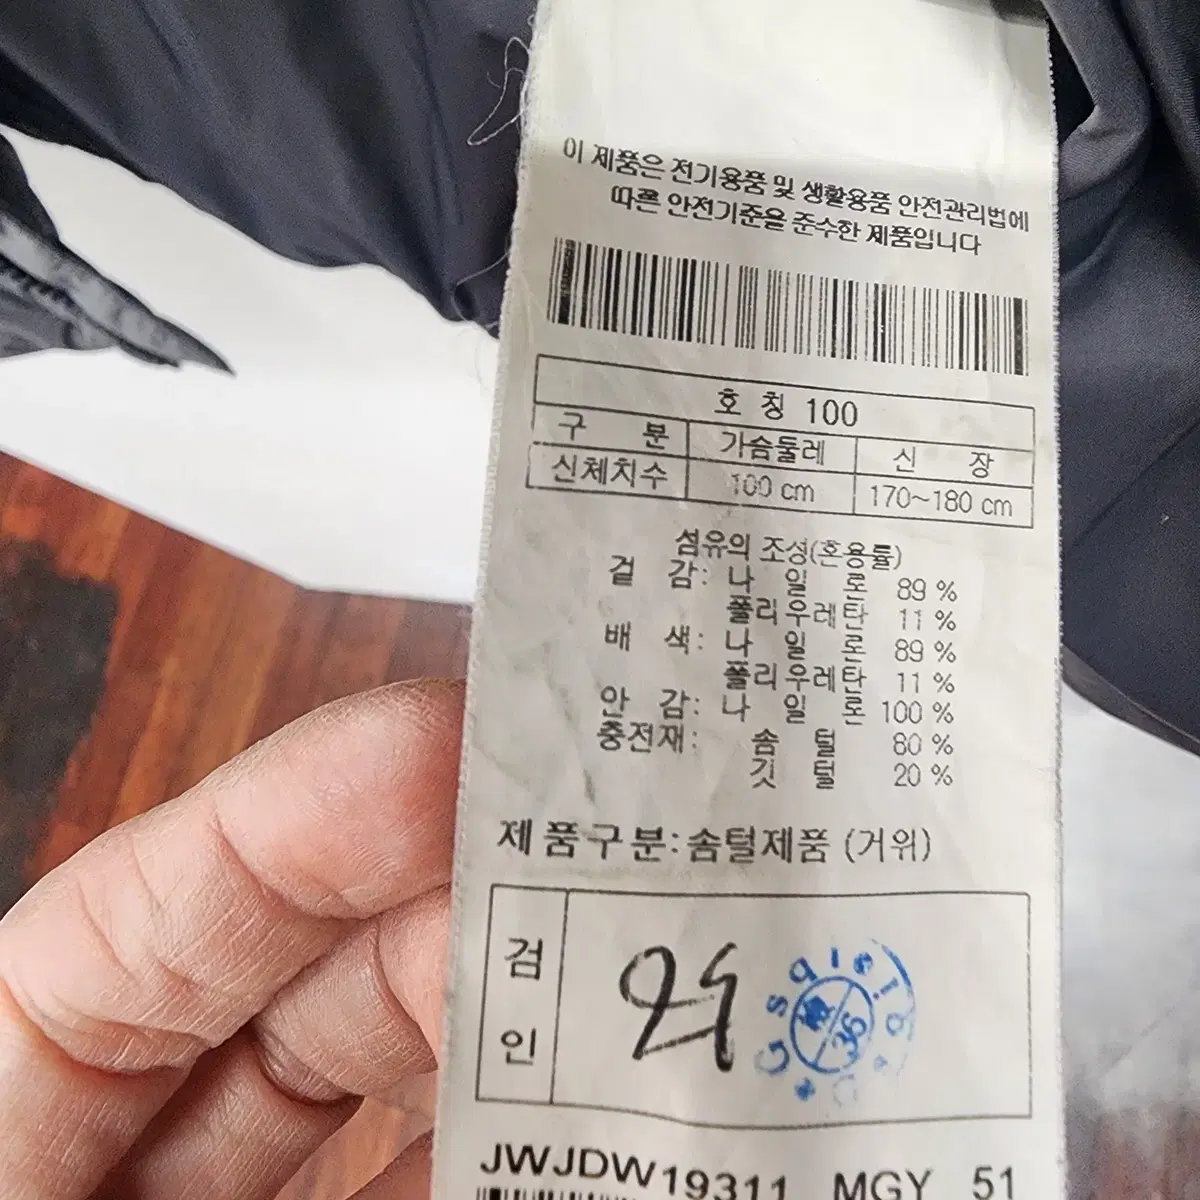 이 제품은 전기용품 및 생활용품 안전관리법에
따른 안전기준을 준수한 제품입니다
호 칭 100
구 분 가슴둘레 신 장
신체치수 100 cm 170~180 cm
섬유의 조성(혼용률)
겉 감: 나 일 론 89 %
폴리우레탄 11 %
배 색: 나 일 론 89 %
폴리우레탄 11 %
안 감: 나 일 론 100 %
충전재: 솜 털 80 %
깃 털 20 %
제품구분: 솜털제품 (거위)
검
인
36
JWJDW19311 MGY 51